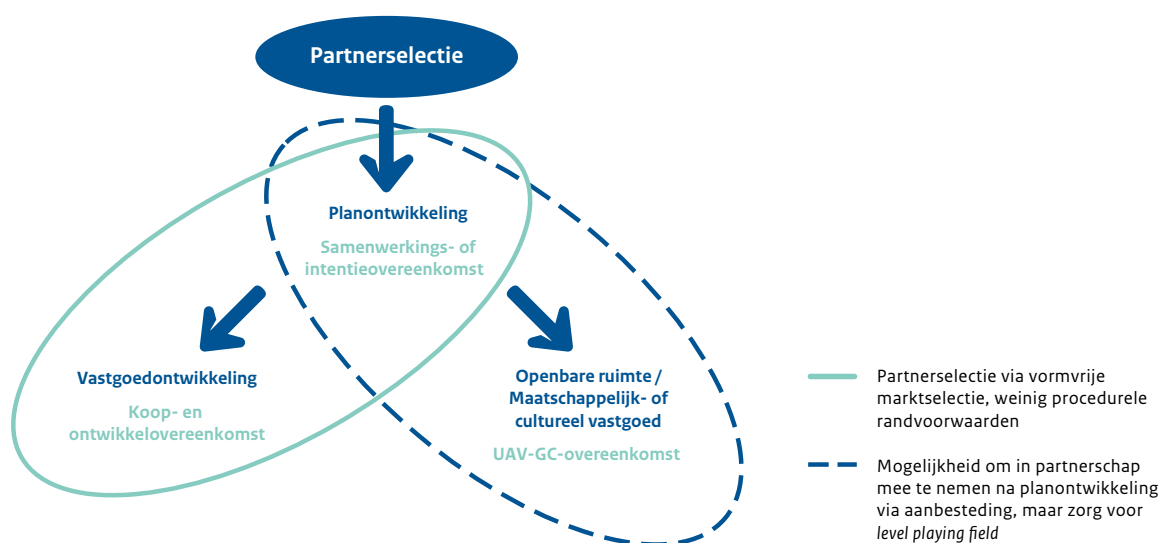 Partnerselectie
Planontwikkeling
Samenwerkings- of
intentieovereenkomst
Vastgoedontwikkeling
Koop- en
ontwikkelovereenkomst
Openbare ruimte /
Maatschappelijk- of
cultureel vastgoed
UAV-GC-overeenkomst
Partnerselectie via vormvrije
marktselectie, weinig procedurele
randvoorwaarden
Mogelijkheid om in partnerschap
mee te nemen na planontwikkeling
via aanbesteding, maar zorg voor
level playing field